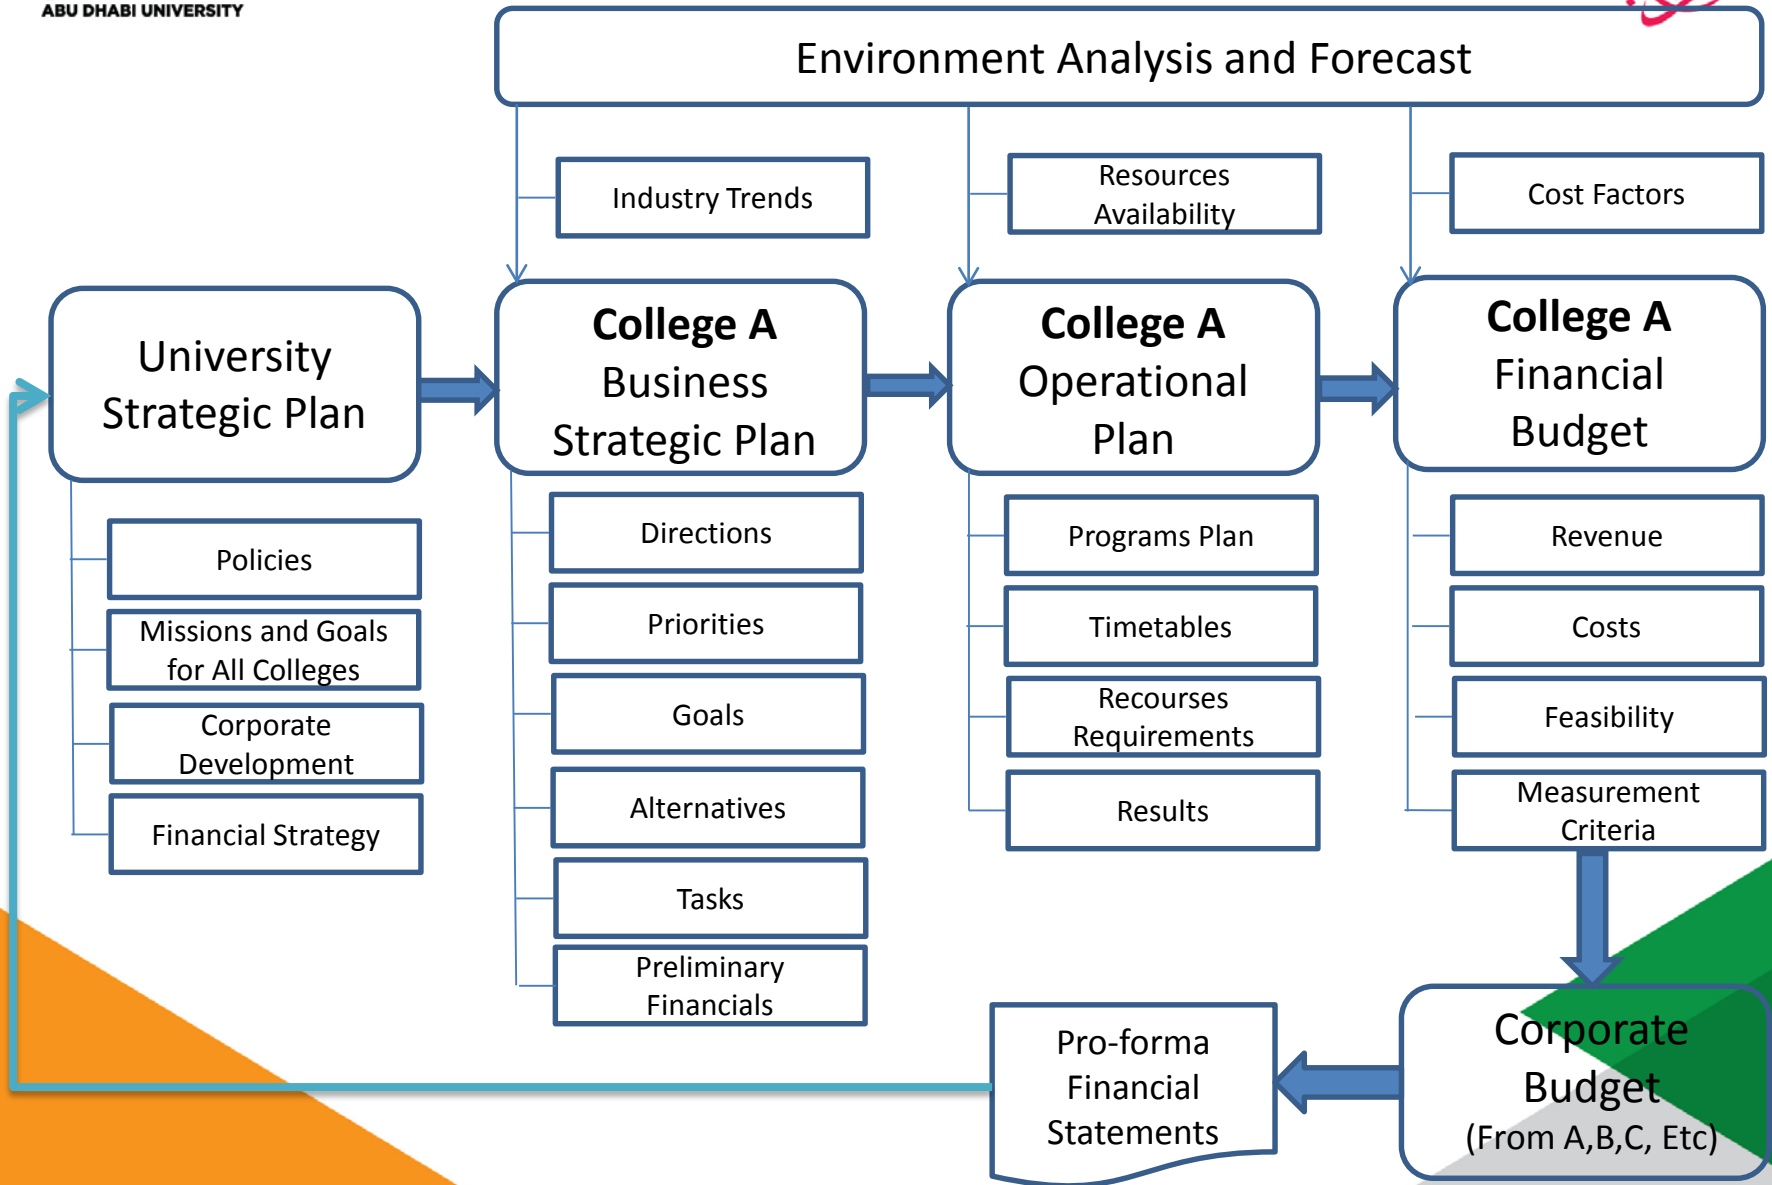 ABU DHABI UNIVERSITY
Environment Analysis and Forecast
Industry Trends
Resources
Availability
Cost Factors
University
Strategic Plan
College A
Business
Strategic Plan
College A
Operational
Plan
College A
Financial
Budget
Policies
Missions and Goals
for All Colleges
Corporate
Development
Financial Strategy
Directions
Priorities
Goals
Alternatives
Tasks
Preliminary
Financials
Programs Plan
Timetables
Recourses
Requirements
Results
Revenue
Costs
Feasibility
Measurement
Criteria
Corporate
Budget
(From A,B,C, Etc)
Pro-forma
Financial
Statements